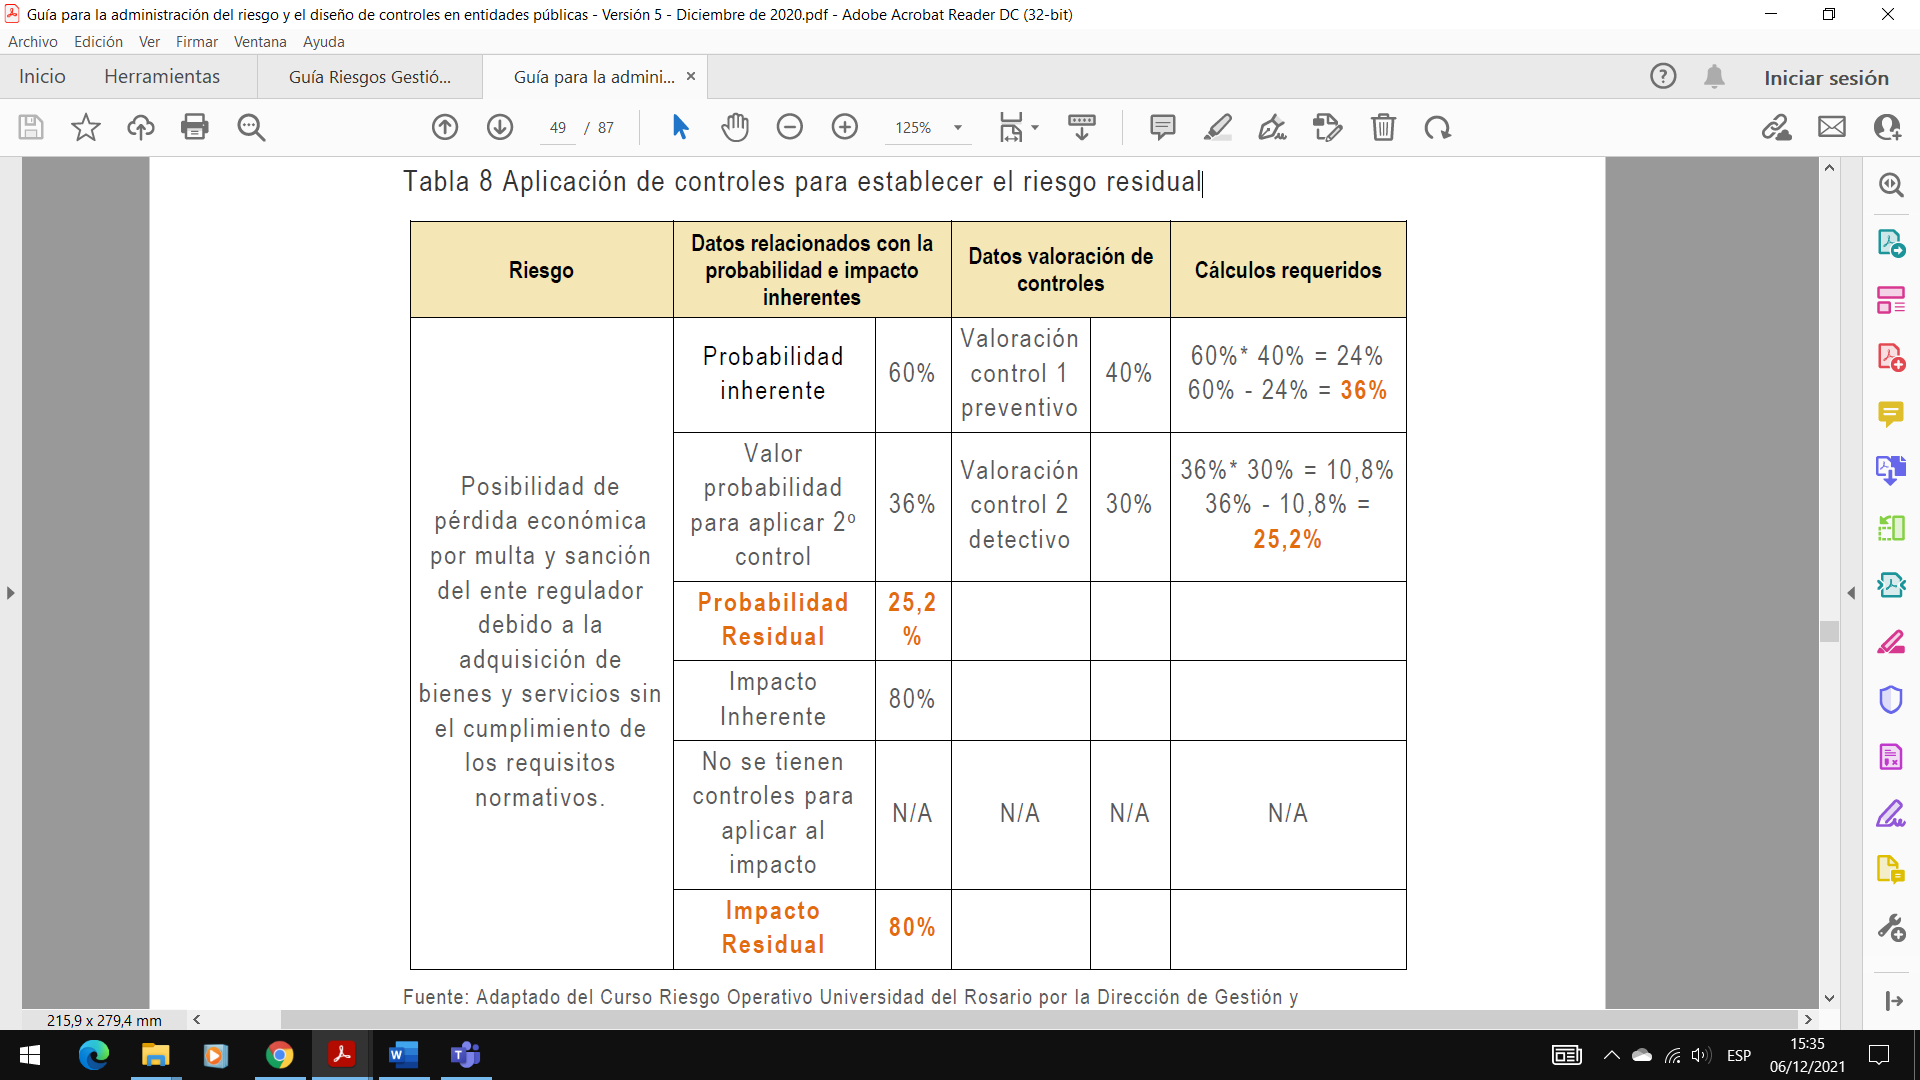 Guía para la administración del riesgo y el diseño de controles en entidades públicas - Versión 5 - Diciembre de 2020.pdf - Adobe Acrobat Reader DC (32-bit)
Archivo Edición Ver Firmar Ventana Ayuda
Inicio Herramientas Guía Riesgos Gestió... Guía para la admini... Iniciar sesión
49 / 87 125%
Tabla 8 Aplicación de controles para establecer el riesgo residual
Riesgo
Datos relacionados con la
probabilidad e impacto
inherentes
Datos valoración de
controles
Cálculos requeridos
Posibilidad de
pérdida económica
por multa y sanción
del ente regulador
debido a la
adquisición de
bienes y servicios sin
el cumplimiento de
los requisitos
normativos.
Probabilidad
inherente
60%
Valoración
control 1
preventivo
40%
60%* 40% = 24%
60% - 24% = 36%
Valor
probabilidad
para aplicar 2º
control
36%
Valoración
control 2
detectivo
30%
36%* 30% = 10,8%
36% - 10,8% =
25,2%
Probabilidad
Residual
25,2
%
Impacto
Inherente
80%
No se tienen
controles para
aplicar al
impacto
N/A
N/A
N/A
N/A
Impacto
Residual
80%
Fuente: Adaptado del Curso Riesgo Operativo Universidad del Rosario por la Dirección de Gestión y
215,9 x 279,4 mm
ESP
15:35
06/12/2021